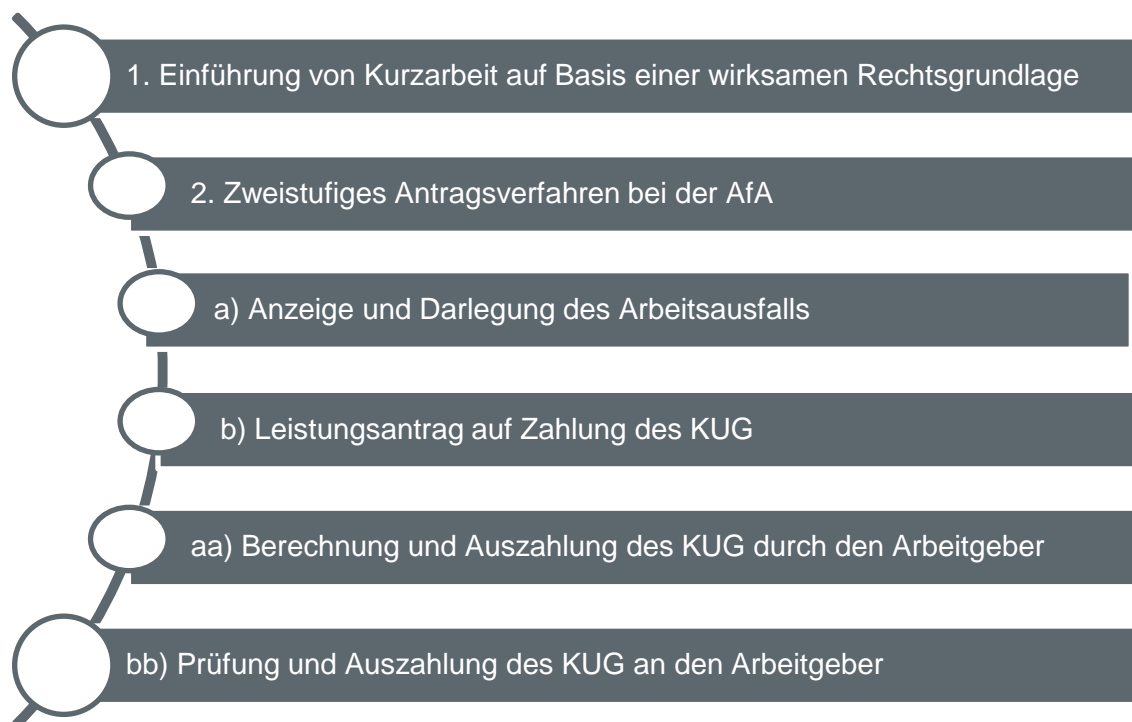 1. Einführung von Kurzarbeit auf Basis einer wirksamen Rechtsgrundlage
2. Zweistufiges Antragsverfahren bei der AfA
a) Anzeige und Darlegung des Arbeitsausfalls
b) Leistungsantrag auf Zahlung des KUG
aa) Berechnung und Auszahlung des KUG durch den Arbeitgeber
bb) Prüfung und Auszahlung des KUG an den Arbeitgeber